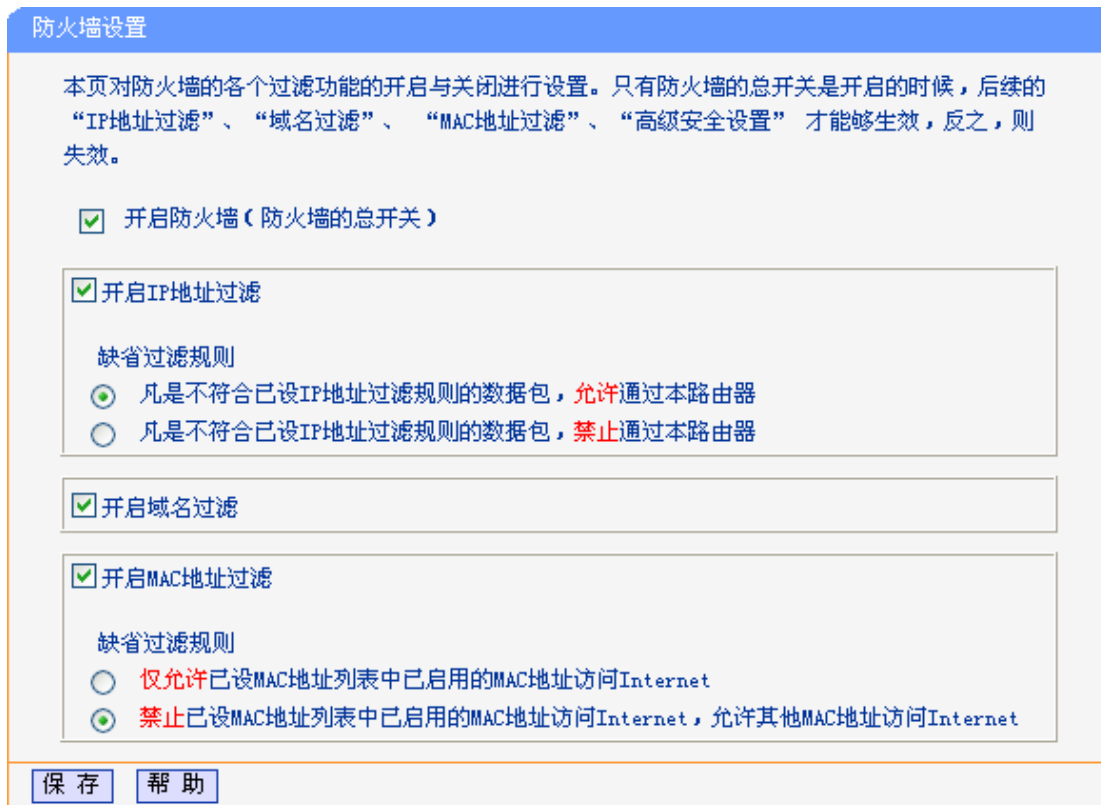 防火墙设置
本页对防火墙的各个过滤功能的开启与关闭进行设置。只有防火墙的总开关是开启的时候，后续的
“IP地址过滤”、“域名过滤”、 “MAC地址过滤”、“高级安全设置” 才能够生效，反之，则
失效。
开启防火墙（防火墙的总开关）
开启IP地址过滤
缺省过滤规则
凡是不符合已设IP地址过滤规则的数据包，允许通过本路由器
凡是不符合已设IP地址过滤规则的数据包，禁止通过本路由器
开启域名过滤
开启MAC地址过滤
缺省过滤规则
仅允许已设MAC地址列表中已启用的MAC地址访问Internet
禁止已设MAC地址列表中已启用的MAC地址访问Internet，允许其他MAC地址访问Internet
保 存 帮 助